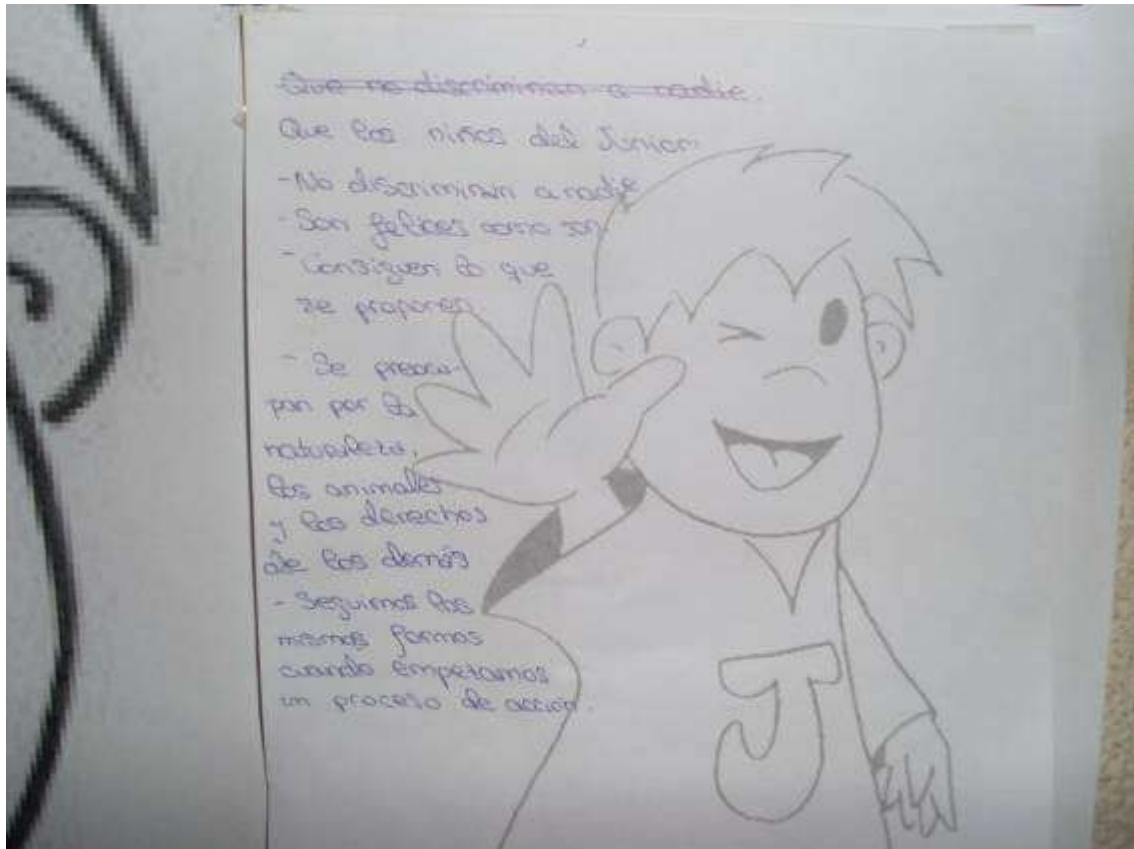 Que no discriminan a nadie.
Que los niños del Junior
- No discriminan a nadie
- Son felices como son.
- Consiguen lo que
se proponen.
- Se preocu-
pan por la
naturaleza,
los animales
y los derechos
de los demás
- Seguimos las
mismas formas
cuando empezamos
un proceso de acción.
J